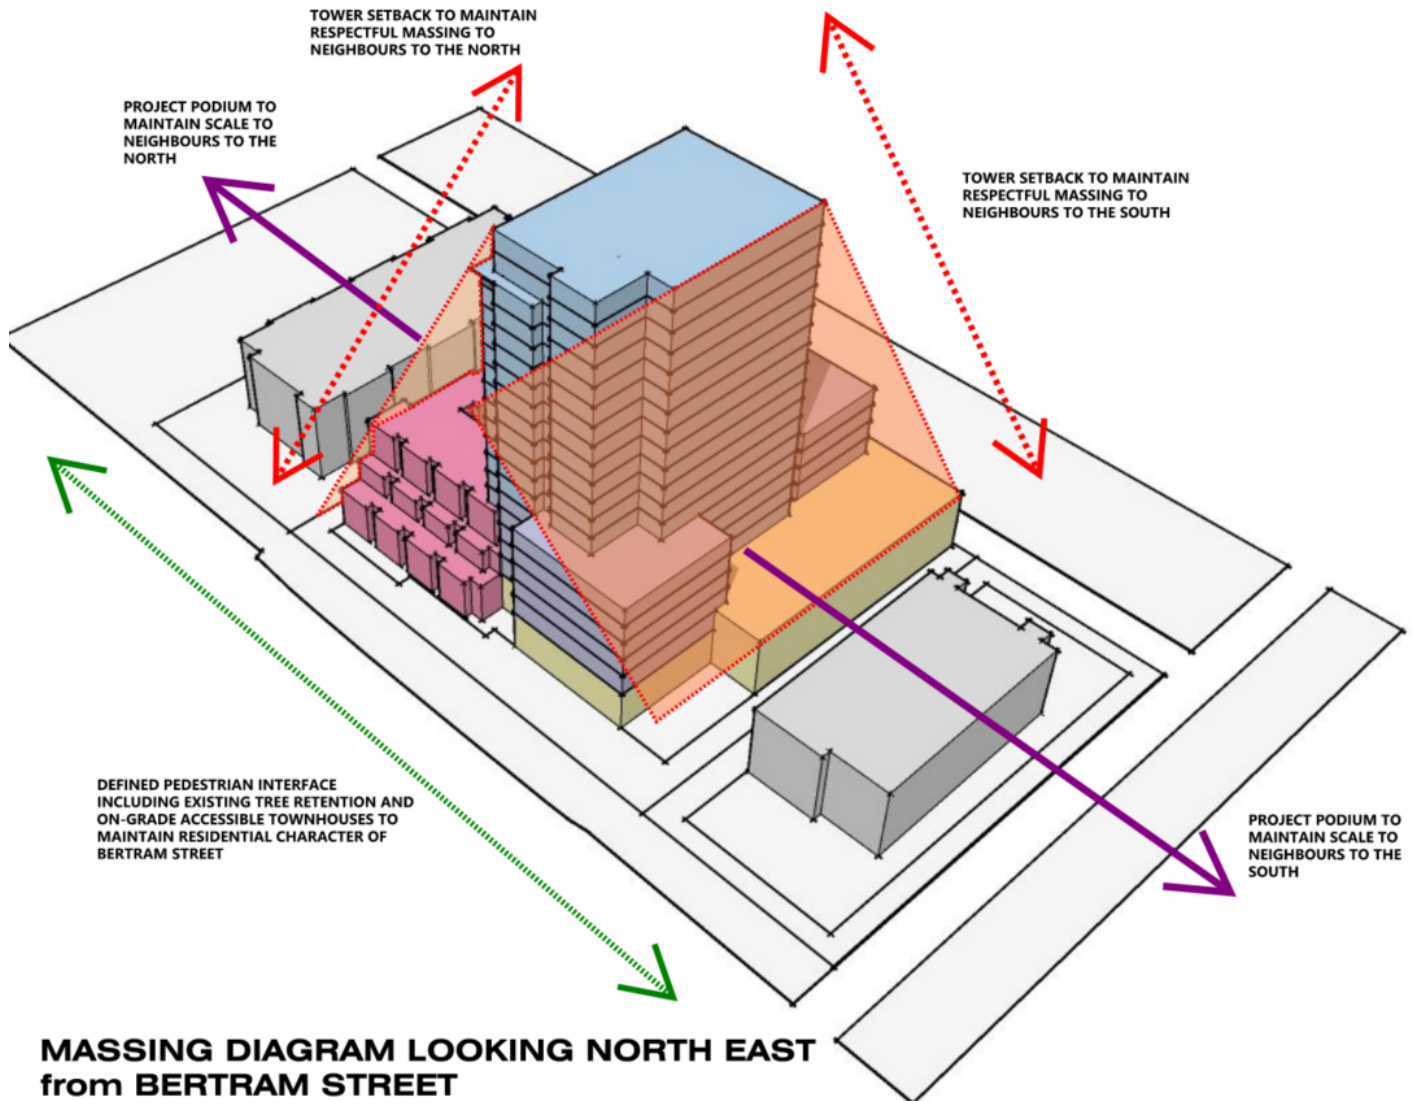 TOWER SETBACK TO MAINTAIN
RESPECTFUL MASSING TO
NEIGHBOURS TO THE NORTH
PROJECT PODIUM TO
MAINTAIN SCALE TO
NEIGHBOURS TO THE
NORTH
TOWER SETBACK TO MAINTAIN
RESPECTFUL MASSING TO
NEIGHBOURS TO THE SOUTH
DEFINED PEDESTRIAN INTERFACE
INCLUDING EXISTING TREE RETENTION AND
ON-GRADE ACCESSIBLE TOWNHOUSES TO
MAINTAIN RESIDENTIAL CHARACTER OF
BERTRAM STREET
PROJECT PODIUM TO
MAINTAIN SCALE TO
NEIGHBOURS TO THE
SOUTH
MASSING DIAGRAM LOOKING NORTH EAST
from BERTRAM STREET